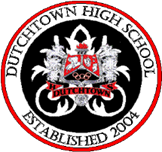 DUTCHTOWN HIGH SCHOOL
DUTCHTOWN
ESTABLISHED 2004